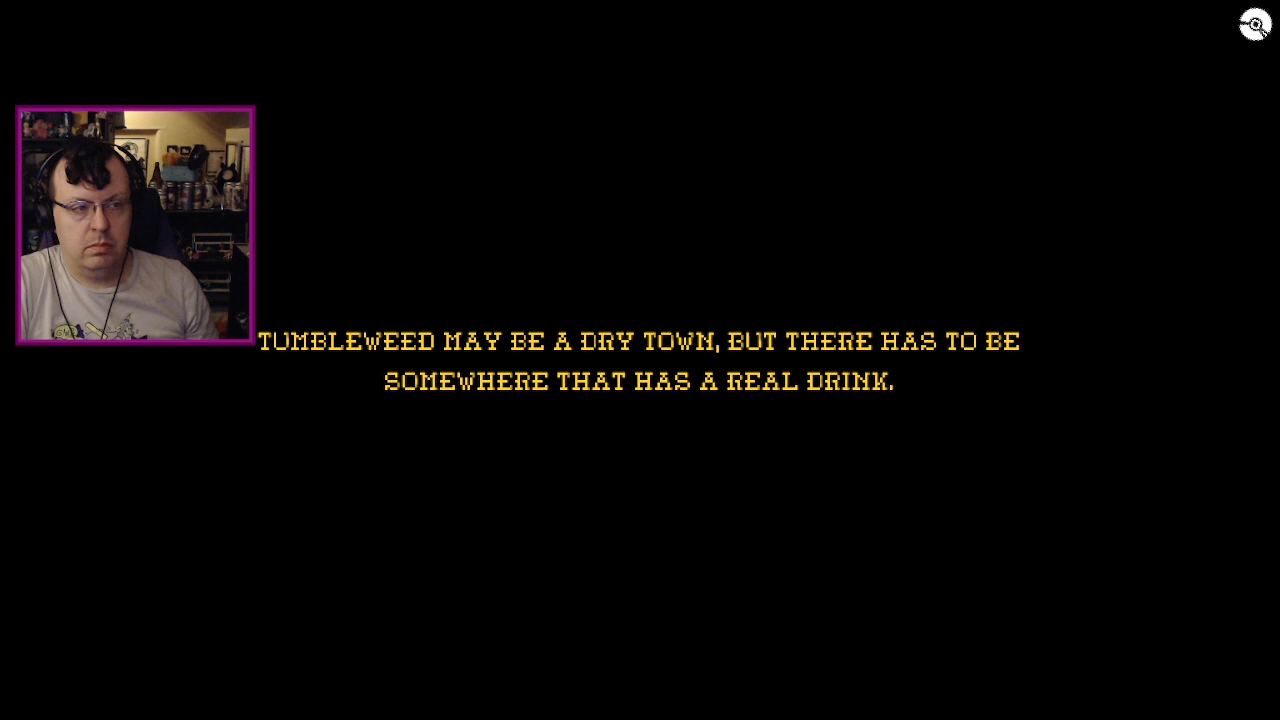 TUMBLEWEED MAY BE A DRY TOWN, BUT THERE HAS TO BE
SOMEWHERE THAT HAS A REAL DRINK.